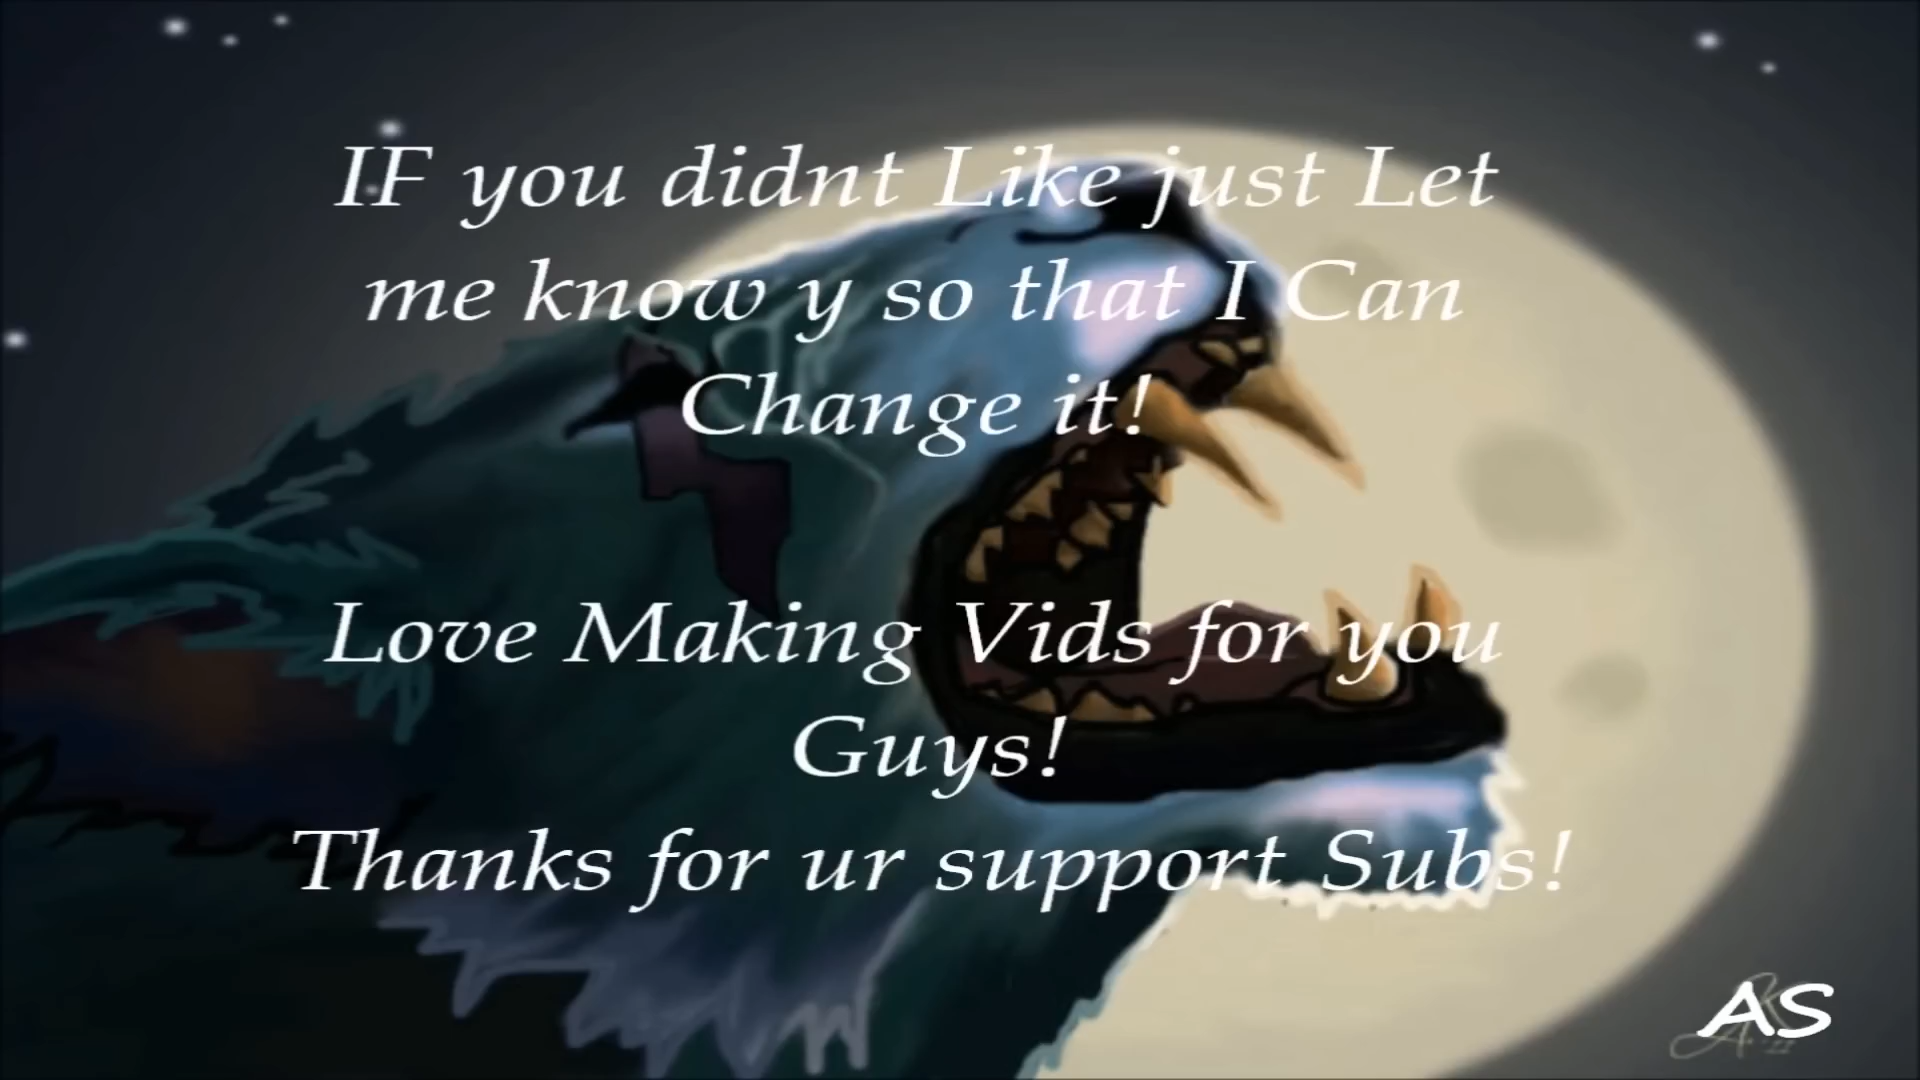 IF you didnt Like just Let
me know y so that I Can
Change it!
Love Making Vids for you
Guys!
Thanks for ur support Subs!
AS